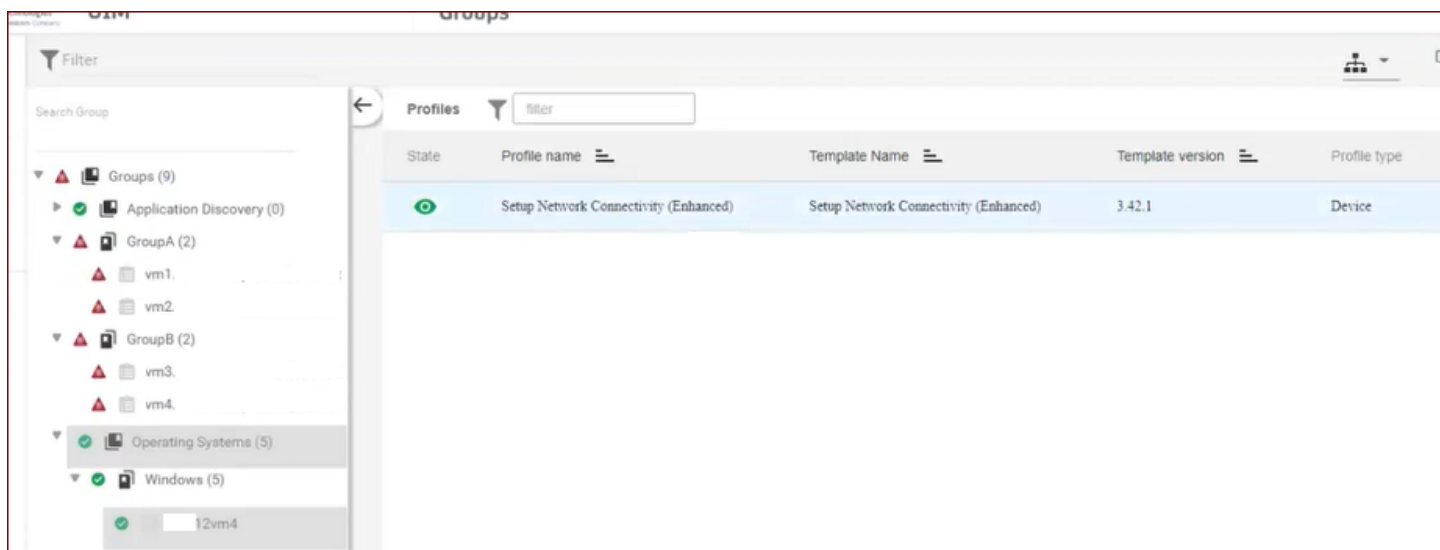 UIM
Groups
Filter
Search Group
Profiles
filter
State
Profile name
Template Name
Template version
Profile type
Groups (9)
Application Discovery (0)
Setup Network Connectivity (Enhanced)
Setup Network Connectivity (Enhanced)
3.42.1
Device
GroupA (2)
vm1.
vm2.
GroupB (2)
vm3.
vm4.
Operating Systems (5)
Windows (5)
12vm4